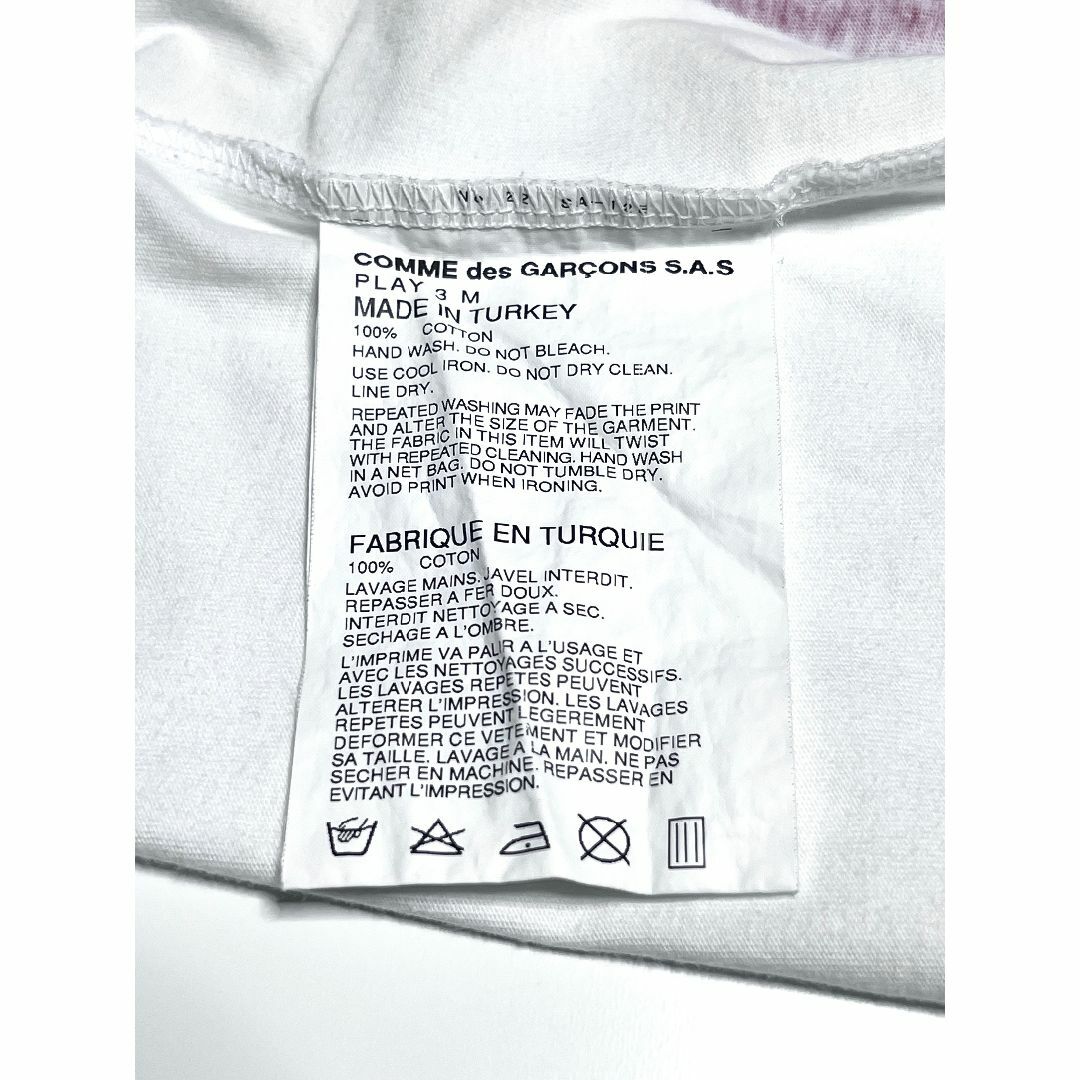 COMME des GARÇONS S.A.S
PLAY 3 M
MADE IN TURKEY
100% COTTON
HAND WASH. DO NOT BLEACH.
USE COOL IRON. DO NOT DRY CLEAN.
LINE DRY.
REPEATED WASHING MAY FADE THE PRINT
AND ALTER THE SIZE OF THE GARMENT.
THE FABRIC IN THIS ITEM WILL TWIST
WITH REPEATED CLEANING. HAND WASH
IN A NET BAG. DO NOT TUMBLE DRY.
AVOID PRINT WHEN IRONING.
FABRIQUE EN TURQUIE
100% COTON
LAVAGE MAINS. JAVEL INTERDIT.
REPASSER A FER DOUX.
INTERDIT NETTOYAGE A SEC.
SECHAGE A L'OMBRE.
L'IMPRIME VA PALIR A L'USAGE ET
AVEC LES NETTOYAGES SUCCESSIFS.
LES LAVAGES REPETES PEUVENT
ALTERER L'IMPRESSION. LES LAVAGES
REPETES PEUVENT LEGEREMENT
DEFORMER CE VETEMENT ET MODIFIER
SA TAILLE. LAVAGE A LA MAIN. NE PAS
SECHER EN MACHINE. REPASSER EN
EVITANT L'IMPRESSION.